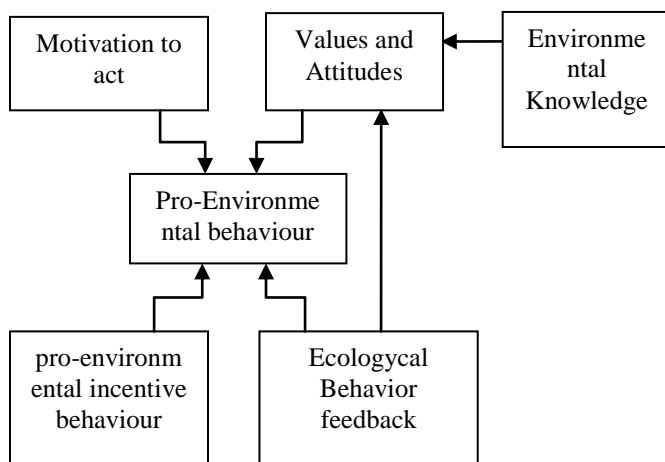 Motivation to
act
Values and
Attitudes
Environme
ntal
Knowledge
Pro-Environme
ntal behaviour
pro-environm
ental incentive
behaviour
Ecologycal
Behavior
feedback